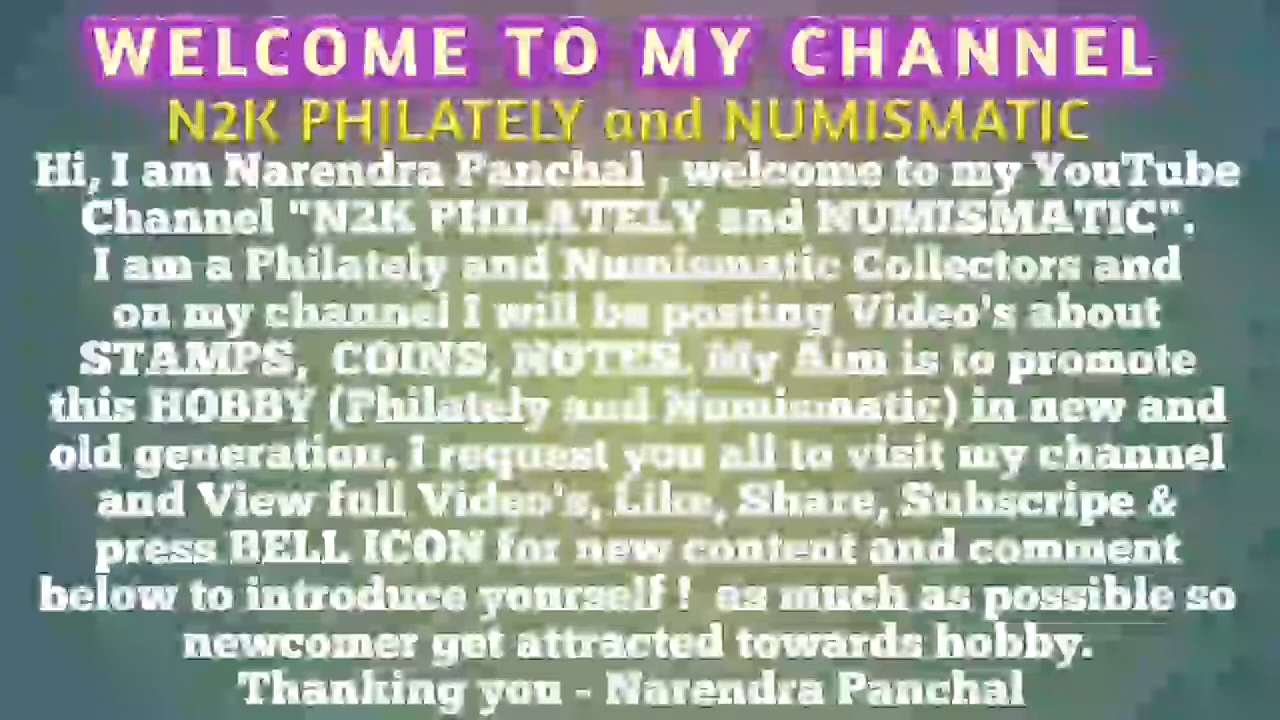 WELCOME TO MY CHANNEL
N2K PHILATELY and NUMISMATIC
Hi, I am Narendra Panchal , welcome to my YouTube
Channel "N2K PHILATELY and NUMISMATIC".
I am a Philately and Numismatic Collectors and
on my channel I will be posting Video's about
STAMPS, COINS, NOTES. My Aim is to promote
this HOBBY (Philately and Numismatic) in new and
old generation. I request you all to visit my channel
and View full Video's, Like, Share, Subscripe &
press BELL ICON for new content and comment
below to introduce yourself ! as much as possible so
newcomer get attracted towards hobby.
Thanking you - Narendra Panchal